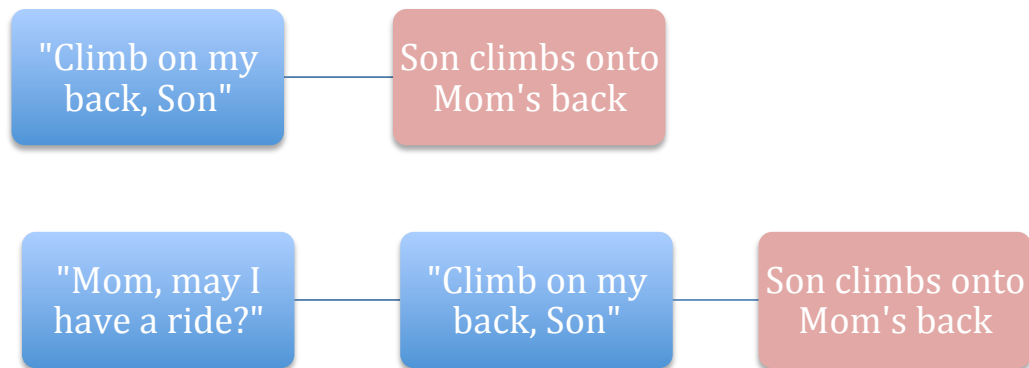 "Climb on my
back, Son"
Son climbs onto
Mom's back
"Mom, may I
have a ride?"
"Climb on my
back, Son"
Son climbs onto
Mom's back